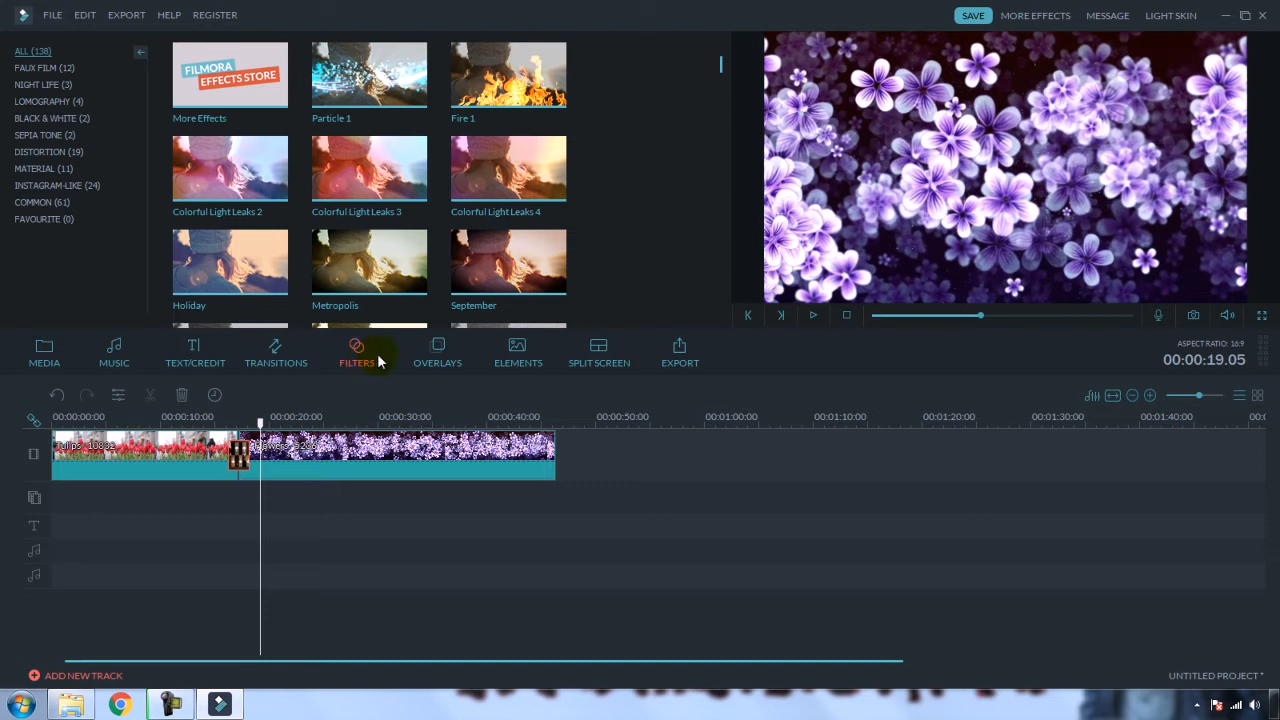 FILE EDIT EXPORT HELP REGISTER SAVE MORE EFFECTS MESSAGE LIGHT SKIN
ALL (138)
FAUX FILM (12)
NIGHT LIFE (3)
LOMOGRAPHY (4)
BLACK & WHITE (2)
SEPIA TONE (2)
DISTORTION (19)
MATERIAL (11)
INSTAGRAM-LIKE (24)
COMMON (61)
FAVOURITE (0)
FILMORA
EFFECTS STORE
More Effects Particle 1 Fire 1
Colorful Light Leaks 2 Colorful Light Leaks 3 Colorful Light Leaks 4
Holiday Metropolis September
MEDIA MUSIC TEXT/CREDIT TRANSITIONS FILTERS OVERLAYS ELEMENTS SPLIT SCREEN EXPORT
ASPECT RATIO: 16:9
00:00:19.05
00:00:00:00 00:00:10:00 00:00:20:00 00:00:30:00 00:00:40:00 00:00:50:00 00:01:00:00 00:01:10:00 00:01:20:00 00:01:30:00 00:01:40:00
ADD NEW TRACK UNTITLED PROJECT *